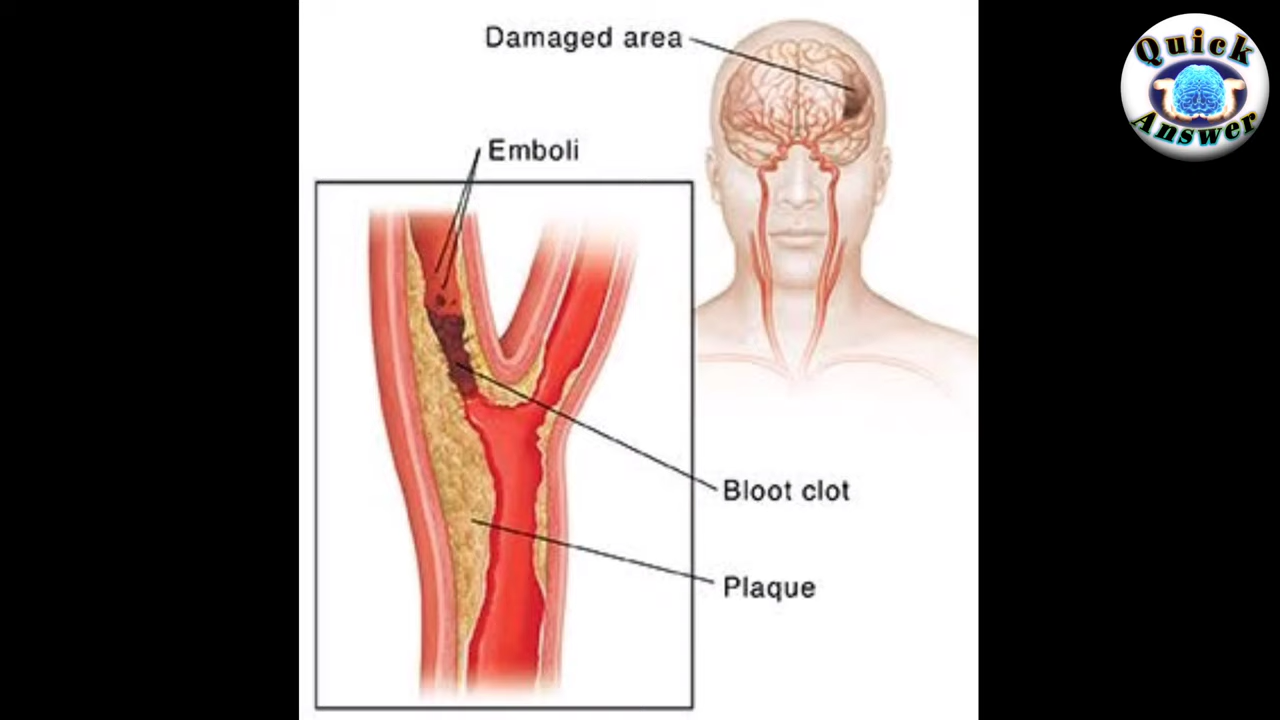 Damaged area
Emboli
Bloot clot
Plaque
Quick
Answer